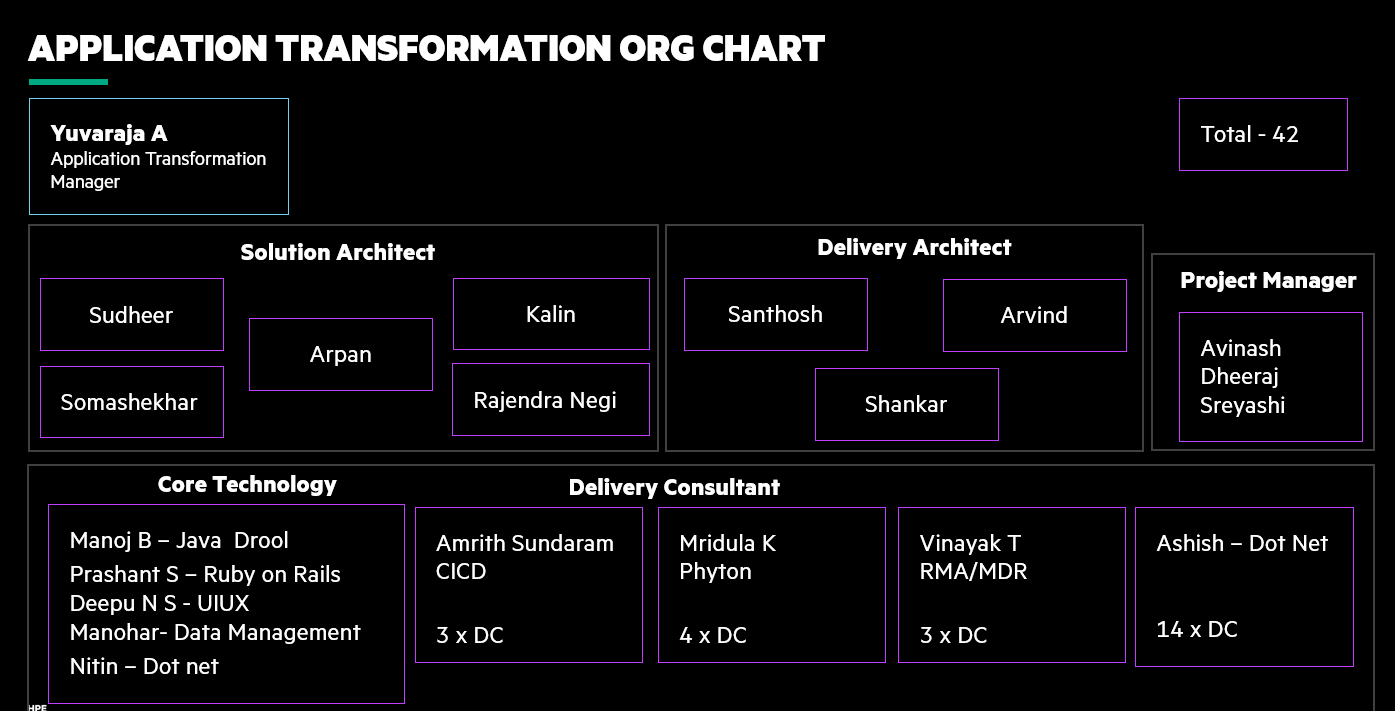 APPLICATION TRANSFORMATION ORG CHART
Yuvaraja A
Application Transformation
Manager
Total - 42
Solution Architect
Sudheer
Somashekhar
Arpan
Kalin
Rajendra Negi
Delivery Architect
Santhosh
Arvind
Shankar
Project Manager
Avinash
Dheeraj
Sreyashi
Core Technology
Manoj B – Java  Drool
Prashant S – Ruby on Rails
Deepu N S - UIUX
Manohar- Data Management
Nitin – Dot net
Delivery Consultant
Amrith Sundaram
CICD
3 x DC
Mridula K
Phyton
4 x DC
Vinayak T
RMA/MDR
3 x DC
Ashish – Dot Net
14 x DC
HPE